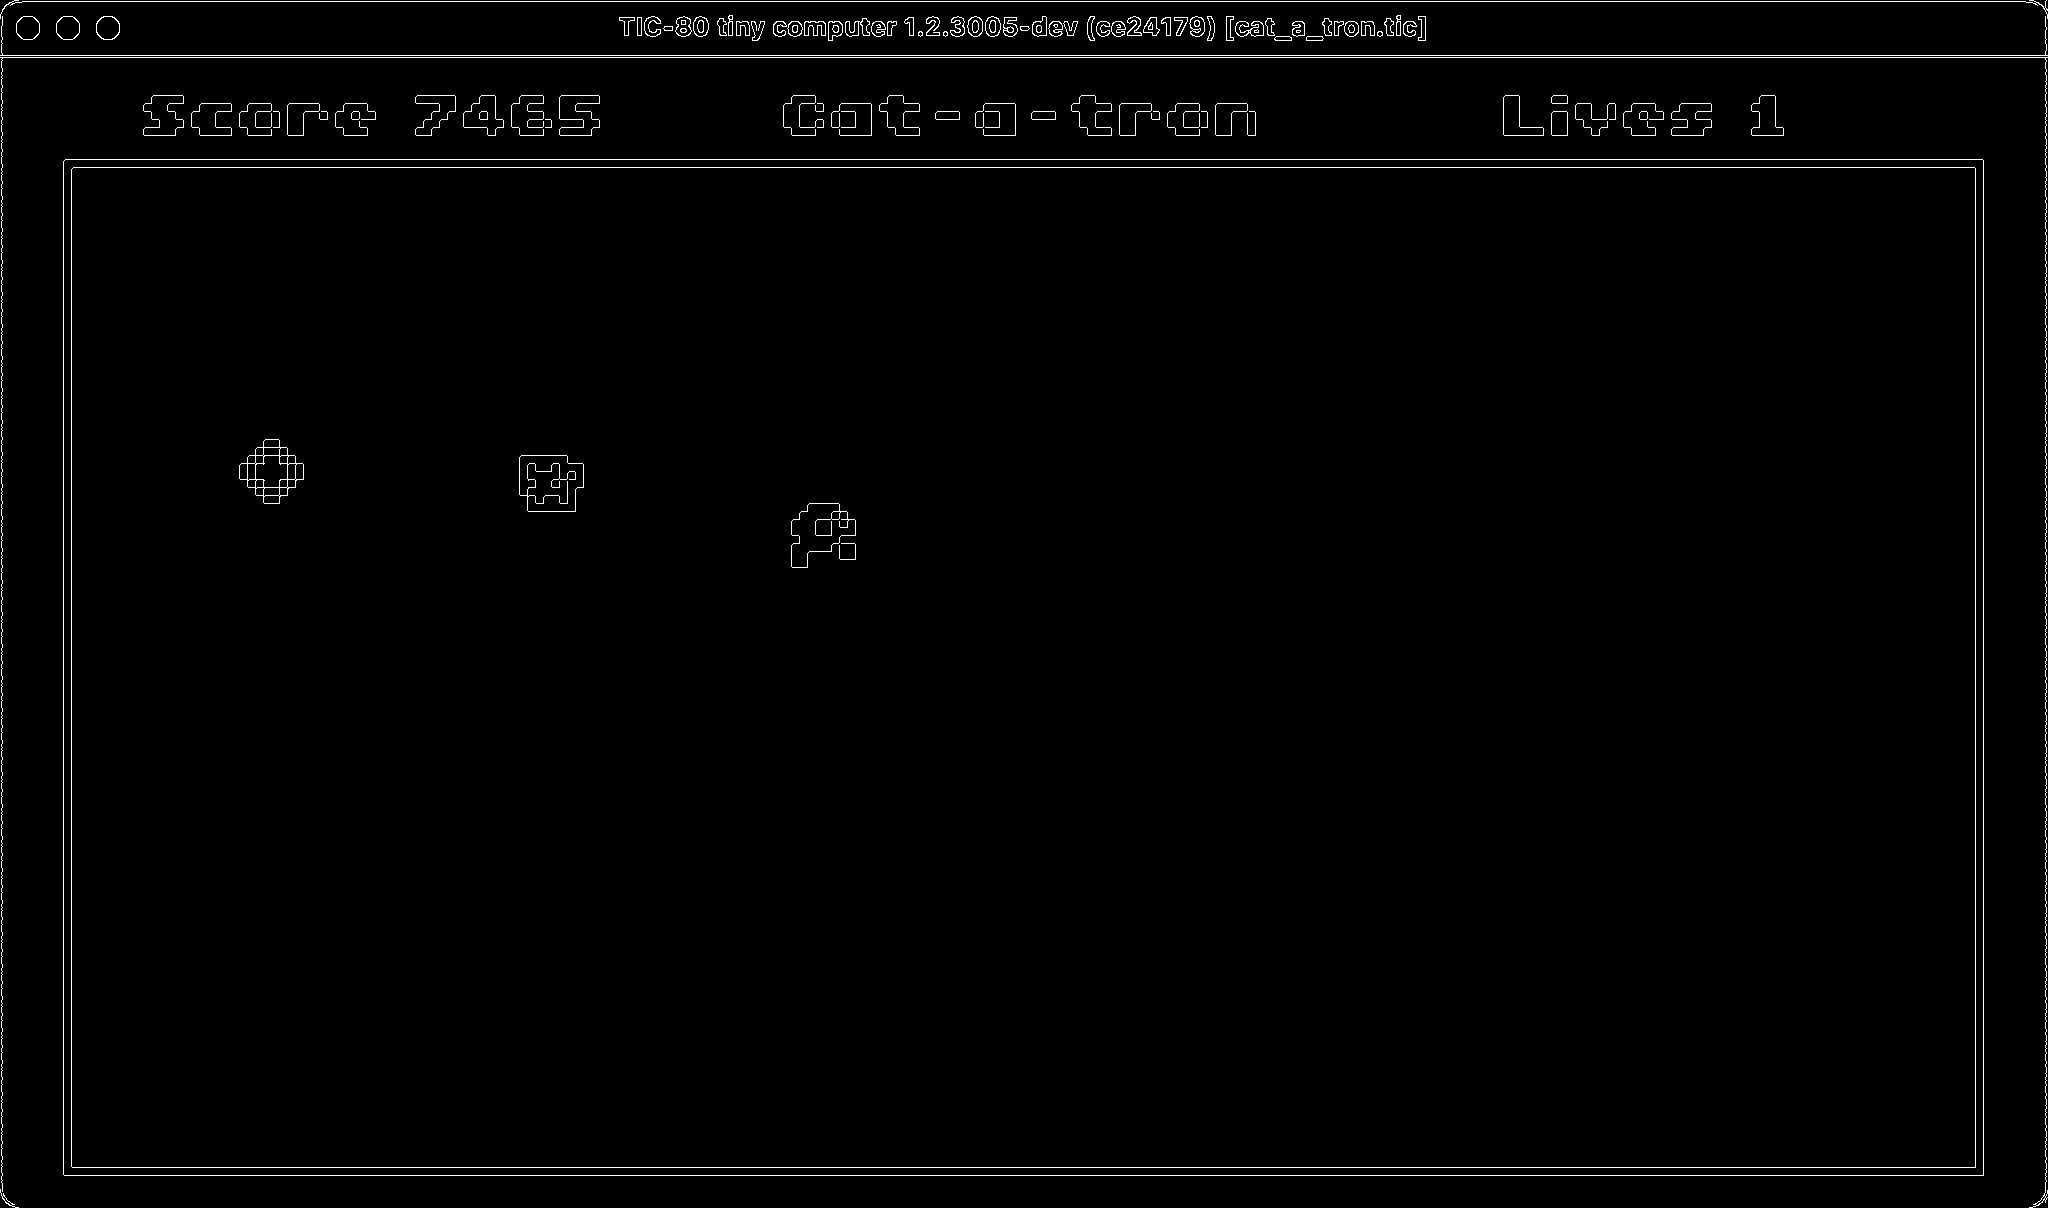 TIC-80 tiny computer 1.2.3005-dev (ce24179) [cat_a_tron.tic]
Score 7465 Cat-a-tron Lives 1